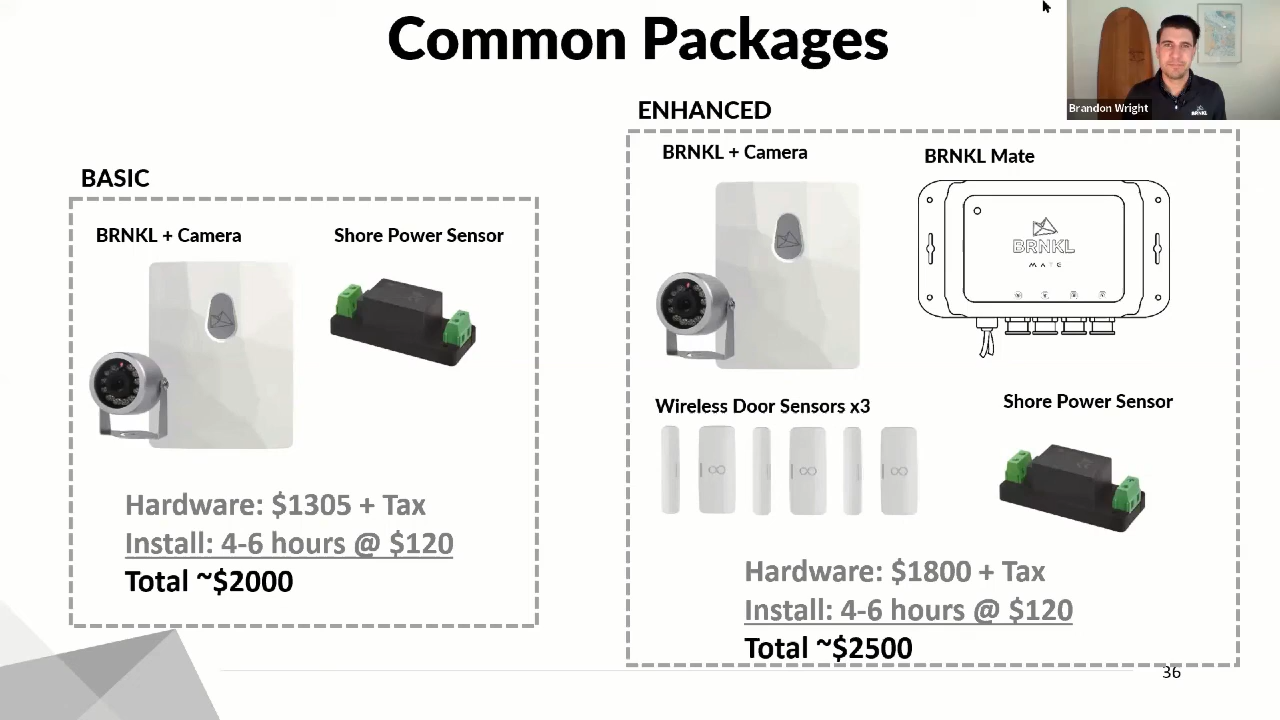 Common Packages
Brandon Wright
BRNKL
BASIC
BRNKL + Camera
Shore Power Sensor
Hardware: $1305 + Tax
Install: 4-6 hours @ $120
Total ~$2000
ENHANCED
BRNKL + Camera
BRNKL Mate
BRNKL
MATE
Wireless Door Sensors x3
Shore Power Sensor
Hardware: $1800 + Tax
Install: 4-6 hours @ $120
Total ~$2500
36